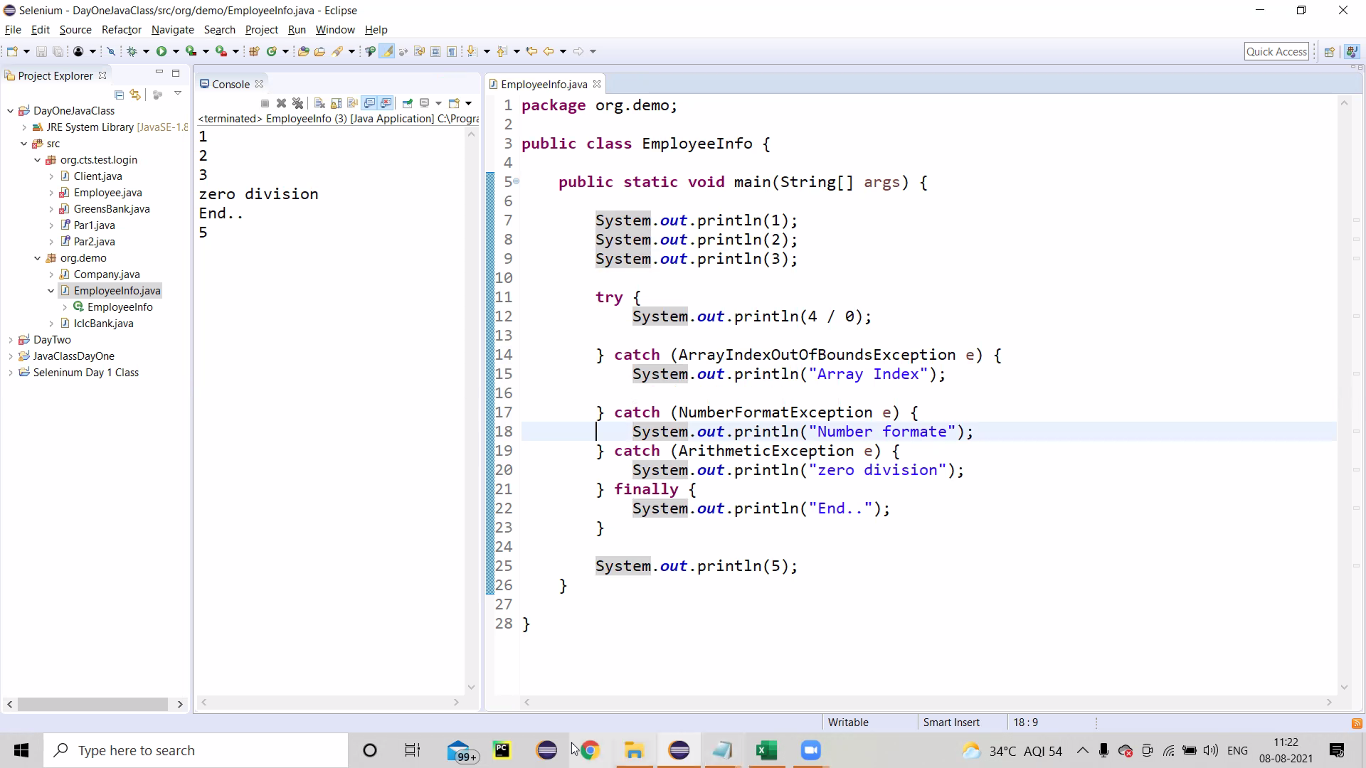 Selenium - DayOneJavaClass/src/org/demo/EmployeeInfo.java - Eclipse
File Edit Source Refactor Navigate Search Project Run Window Help
Quick Access
Project Explorer
DayOneJavaClass
JRE System Library [JavaSE-1.8
src
org.cts.test.login
Client.java
Employee.java
GreensBank.java
Par1.java
Par2.java
org.demo
Company.java
EmployeeInfo.java
EmployeeInfo
IcIcBank.java
DayTwo
JavaClassDayOne
Seleninum Day 1 Class
Console
<terminated> EmployeeInfo (3) [Java Application] C:\Progra
1
2
3
zero division
End..
5
EmployeeInfo.java
1 package org.demo;
2
3 public class EmployeeInfo {
4
5 public static void main(String[] args) {
6
7 System.out.println(1);
8 System.out.println(2);
9 System.out.println(3);
10
11 try {
12 System.out.println(4 / 0);
13
14 } catch (ArrayIndexOutOfBoundsException e) {
15 System.out.println("Array Index");
16
17 } catch (NumberFormatException e) {
18 System.out.println("Number formate");
19 } catch (ArithmeticException e) {
20 System.out.println("zero division");
21 } finally {
22 System.out.println("End..");
23 }
24
25 System.out.println(5);
26 }
27
28 }
Writable Smart Insert 18 : 9
Type here to search
99+
PC
34°C AQI 54
ENG
11:22
08-08-2021